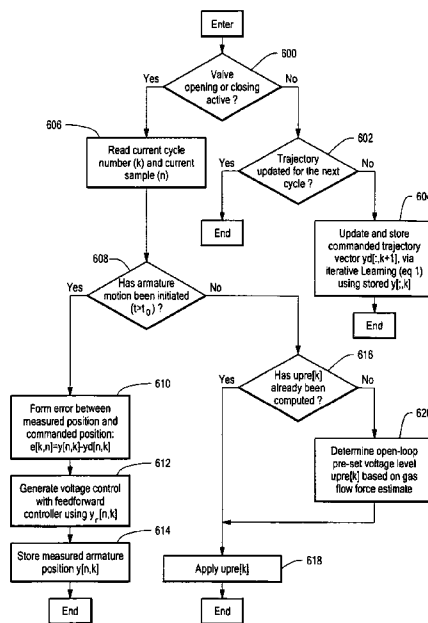 Enter
600
Valve
opening or closing
active ?
Yes
No
606
Read current cycle
number (k) and current
sample (n)
602
Trajectory
updated for the next
cycle ?
Yes
No
End
604
Update and store
commanded trajectory
vector yd[:,k+1], via
iterative Learning (eq 1)
using stored y[:,k]
End
608
Has armature
motion been initiated
(t>t0) ?
Yes
No
616
Has upre[k]
already been
computed ?
Yes
No
610
Form error between
measured position and
commanded position:
e[k,n]=y[n,k]-yd[n,k]
620
Determine open-loop
pre-set voltage level
upre[k] based on gas
flow force estimate
612
Generate voltage control
with feedforward
controller using yr[n,k]
614
Store measured armature
position y[n,k]
618
Apply upre[k]
End
End